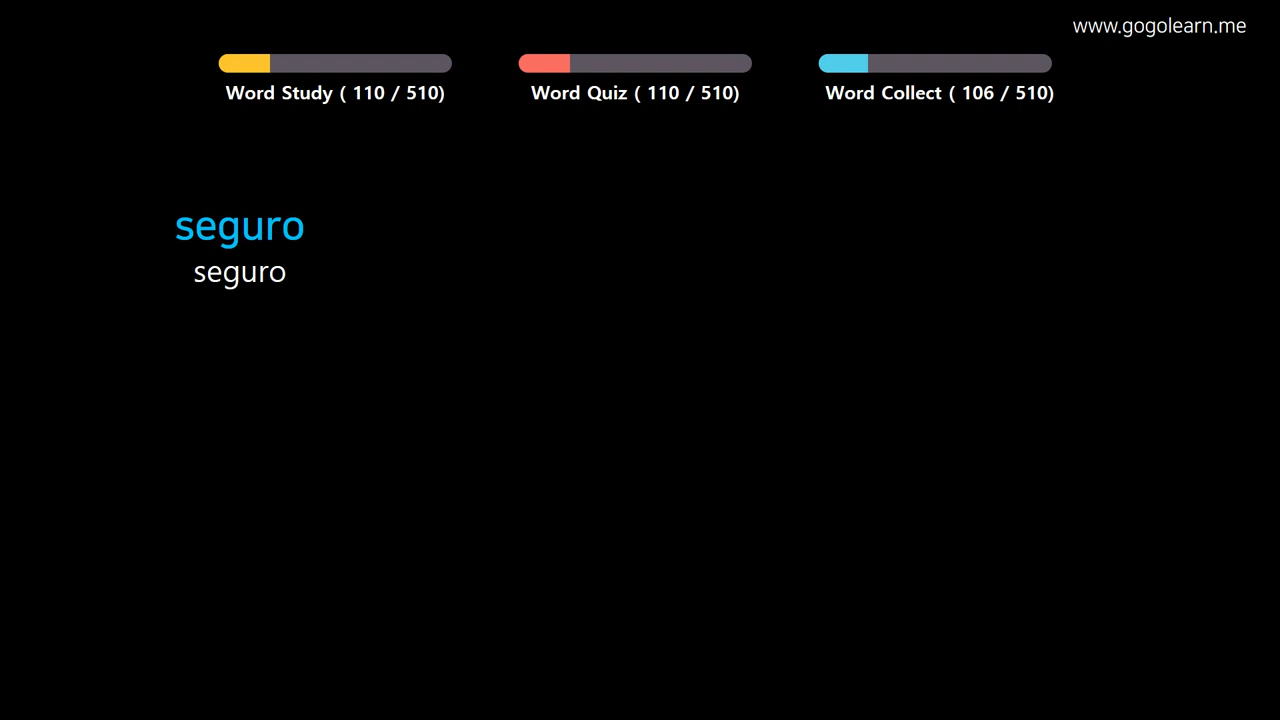 www.gogolearn.me
Word Study ( 110 / 510)
Word Quiz ( 110 / 510)
Word Collect ( 106 / 510)
seguro
seguro